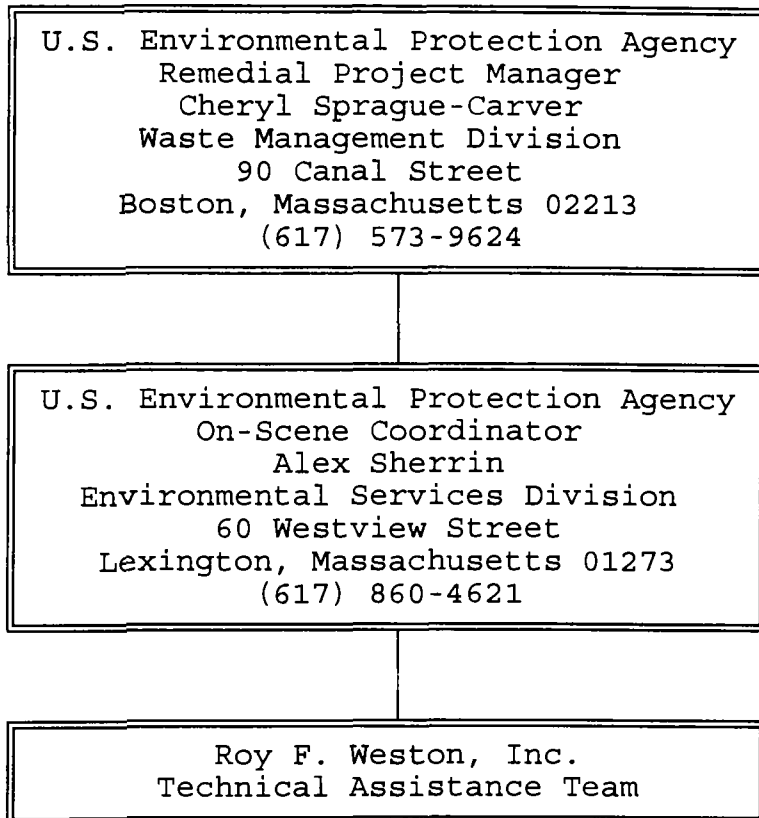 U.S. Environmental Protection Agency
Remedial Project Manager
Cheryl Sprague-Carver
Waste Management Division
90 Canal Street
Boston, Massachusetts 02213
(617) 573-9624
U.S. Environmental Protection Agency
On-Scene Coordinator
Alex Sherrin
Environmental Services Division
60 Westview Street
Lexington, Massachusetts 01273
(617) 860-4621
Roy F. Weston, Inc.
Technical Assistance Team